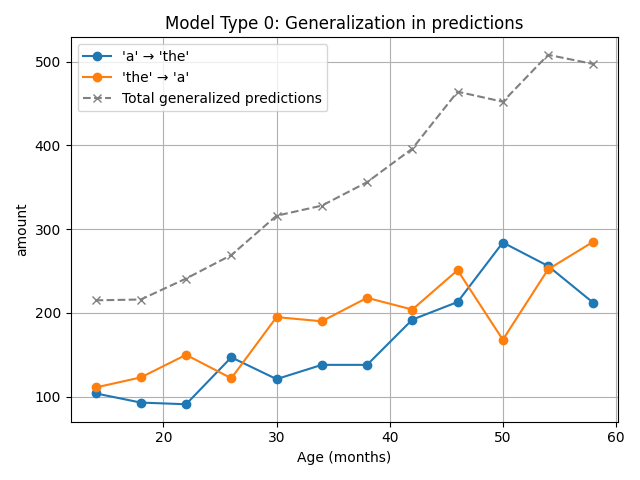 Model Type 0: Generalization in predictions
'a' → 'the'
'the' → 'a'
Total generalized predictions
500
400
300
200
100
amount
20 30 40 50 60
Age (months)